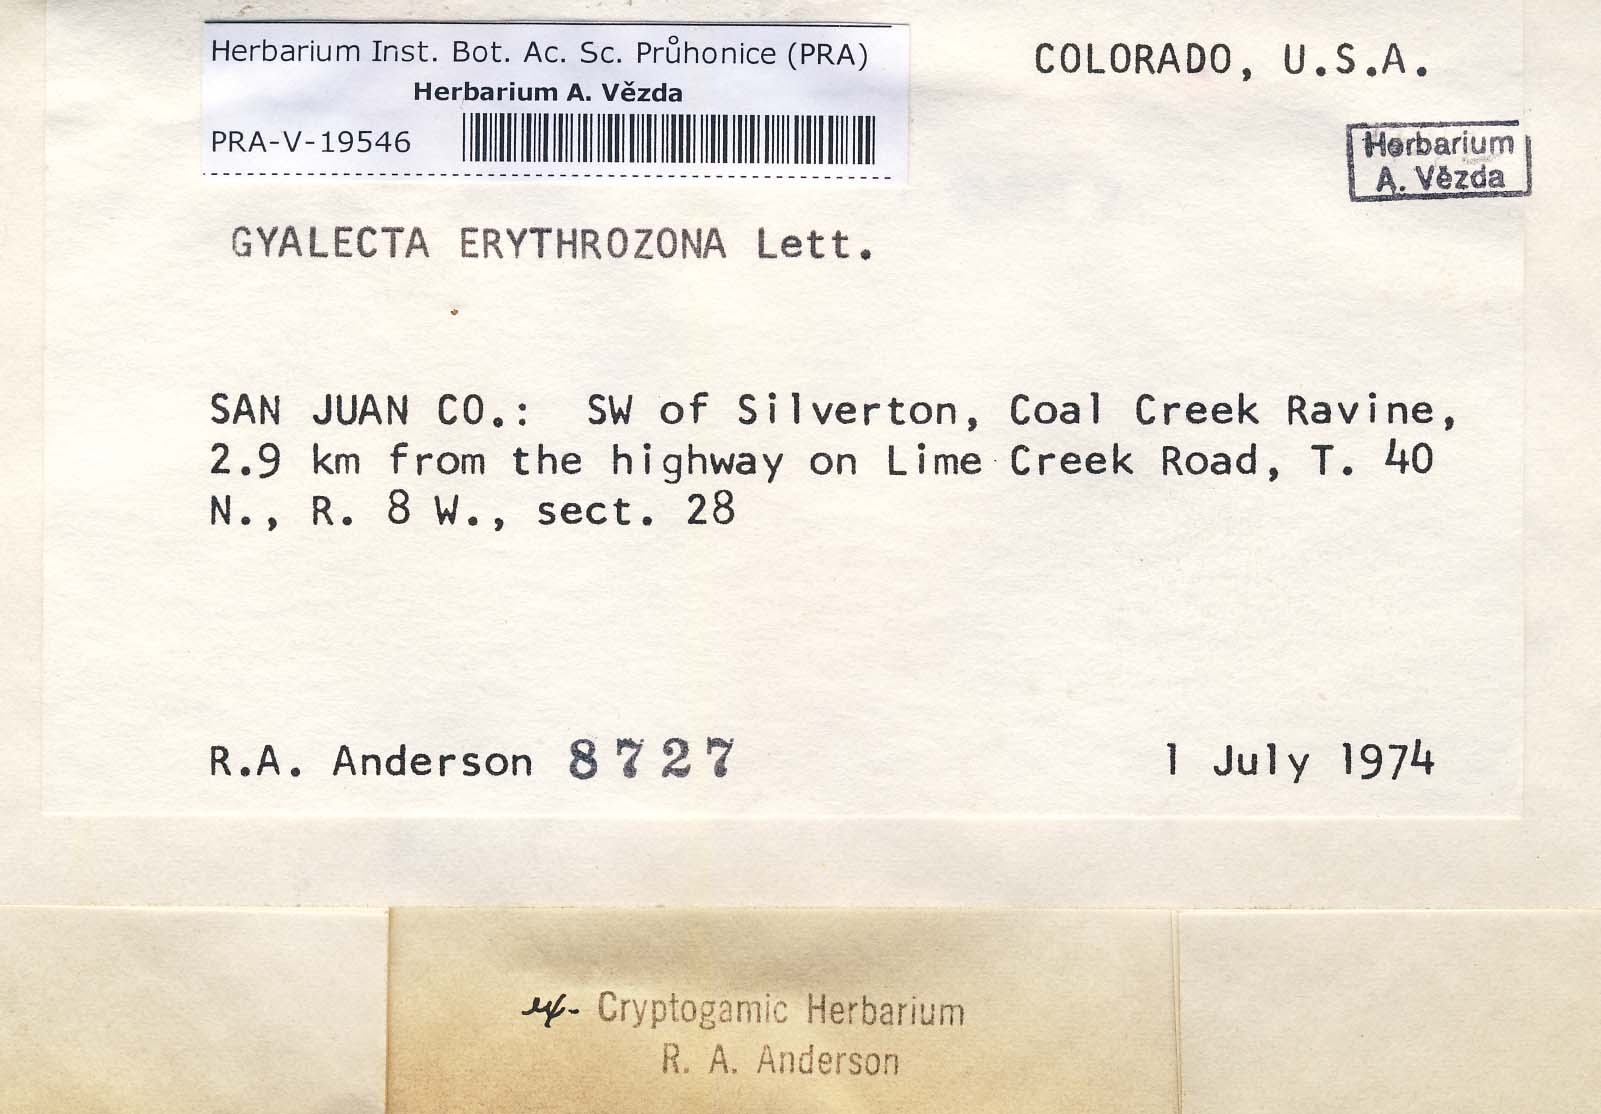 Herbarium Inst. Bot. Ac. Sc. Průhonice (PRA)
Herbarium A. Vězda
PRA-V-19546
COLORADO, U.S.A.
Herbarium
A. Vězda
GYALECTA ERYTHROZONA Lett.
SAN JUAN CO.: SW of Silverton, Coal Creek Ravine,
2.9 km from the highway on Lime Creek Road, T. 40
N., R. 8 W., sect. 28
R.A. Anderson 8727
1 July 1974
ex- Cryptogamic Herbarium
R. A. Anderson